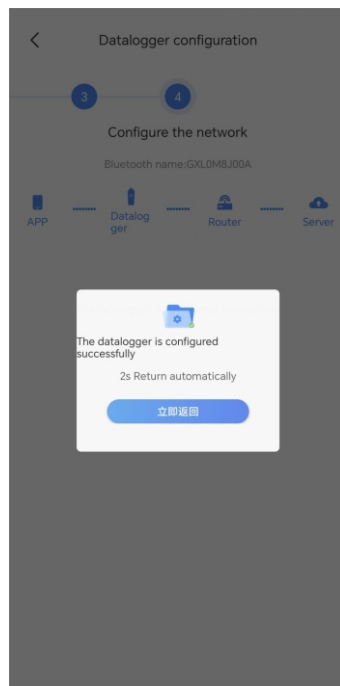 Datalogger configuration
3
4
Configure the network
Bluetooth name:GXL0M8J00A
APP
Datalog
ger
Router
Server
The datalogger is configured
successfully
2s Return automatically
立即返回